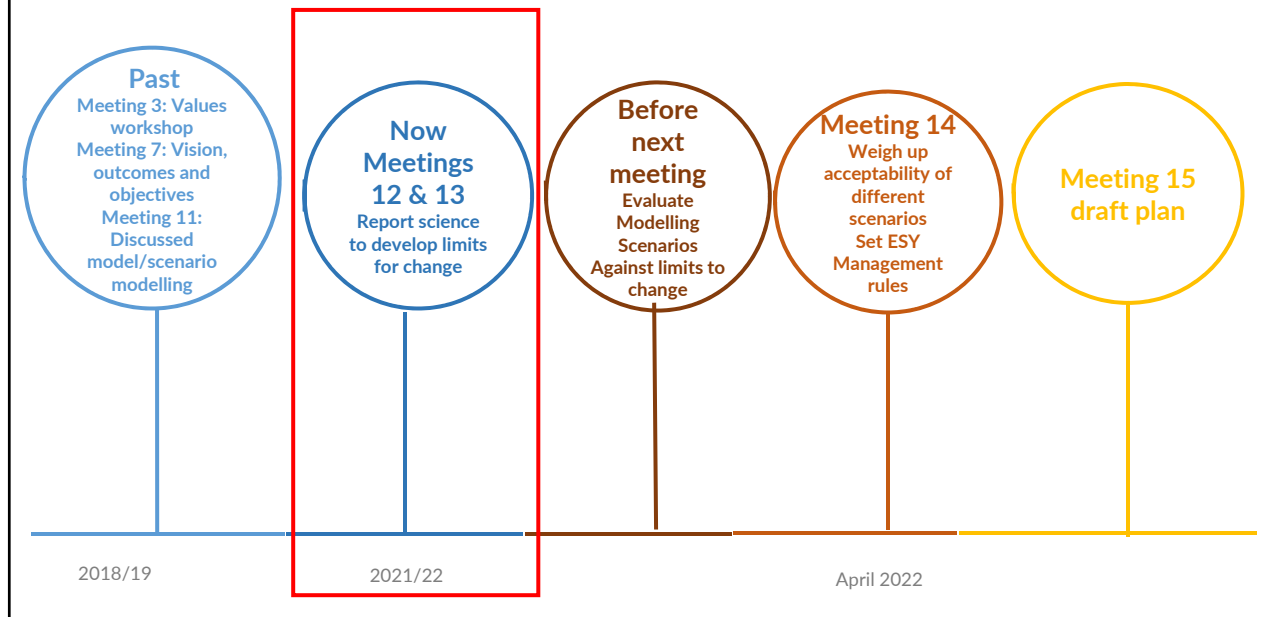 Past
Meeting 3: Values
workshop
Meeting 7: Vision,
outcomes and
objectives
Meeting 11:
Discussed
model/scenario
modelling
Now
Meetings
12 & 13
Report science
to develop limits
for change
Before
next
meeting
Evaluate
Modelling
Scenarios
Against limits to
change
Meeting 14
Weigh up
acceptability of
different
scenarios
Set ESY
Management
rules
Meeting 15
draft plan
2018/19
2021/22
April 2022